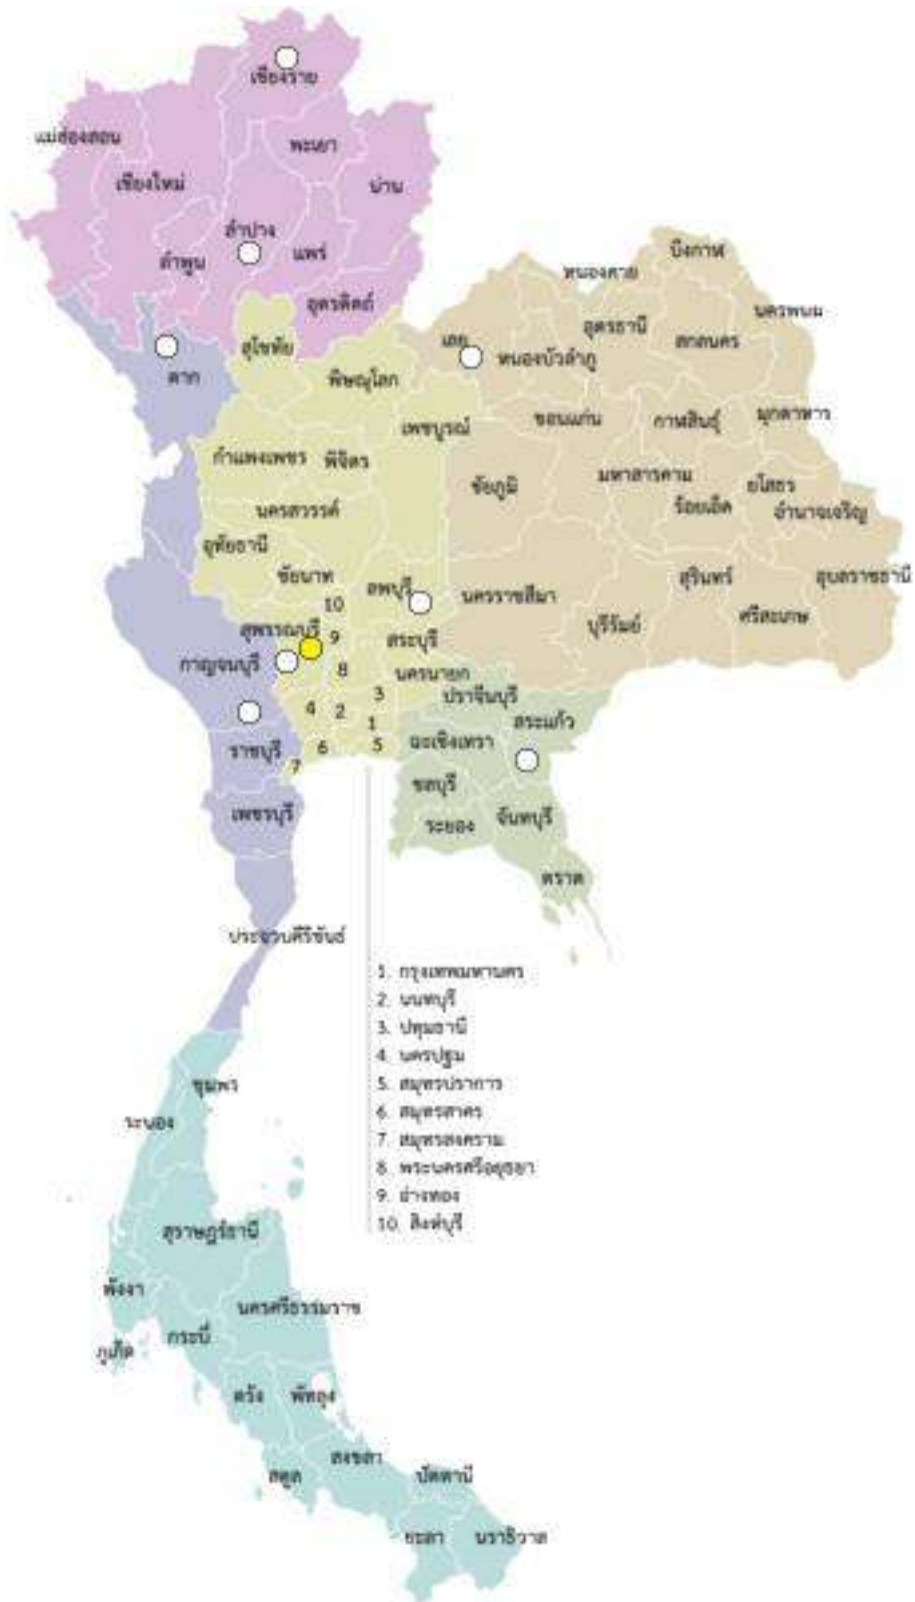 เชียงราย
แม่ฮ่องสอน
พะเยา
เชียงใหม่
น่าน
ลำปาง
ลำพูน
แพร่
อุตรดิตถ์
บึงกาฬ
หนองคาย
นครพนม
สุโขทัย
เลย
อุดรธานี
สกลนคร
หนองบัวลำภู
ตาก
พิษณุโลก
เพชบูรณ์
ขอนแก่น
กาฬสินธุ์
มุกดาหาร
กำแพงเพชร
พิจิตร
ชัยภูมิ
มหาสารคาม
ยโสธร
นครสวรรค์
ร้อยเอ็ด
อำนาจเจริญ
อุทัยธานี
ชัยนาท
ลพบุรี
นครราชสีมา
สุรินทร์
อุบลราชธานี
10
บุรีรัมย์
ศรีสะเกษ
สุพรรณบุรี
9
สระบุรี
กาญจนบุรี
8
นครนายก
3
ปราจีนบุรี
4
2
1
สระแก้ว
ราชบุรี
6
5
ฉะเชิงเทรา
7
ชลบุรี
เพชรบุรี
ระยอง
จันทบุรี
ตราด
ประจวบคีรีขันธ์
1. กรุงเทพมหานคร
2. นนทบุรี
3. ปทุมธานี
4. นครปฐม
5. สมุทรปราการ
6. สมุทรสาคร
7. สมุทรสงคราม
8. พระนครศรีอยุธยา
9. อ่างทอง
10. สิงห์บุรี
ชุมพร
ระนอง
สุราษฎร์ธานี
พังงา
นครศรีธรรมราช
กระบี่
ภูเก็ต
ตรัง
พัทลุง
สงขลา
สตูล
ปัตตานี
ยะลา
นราธิวาส